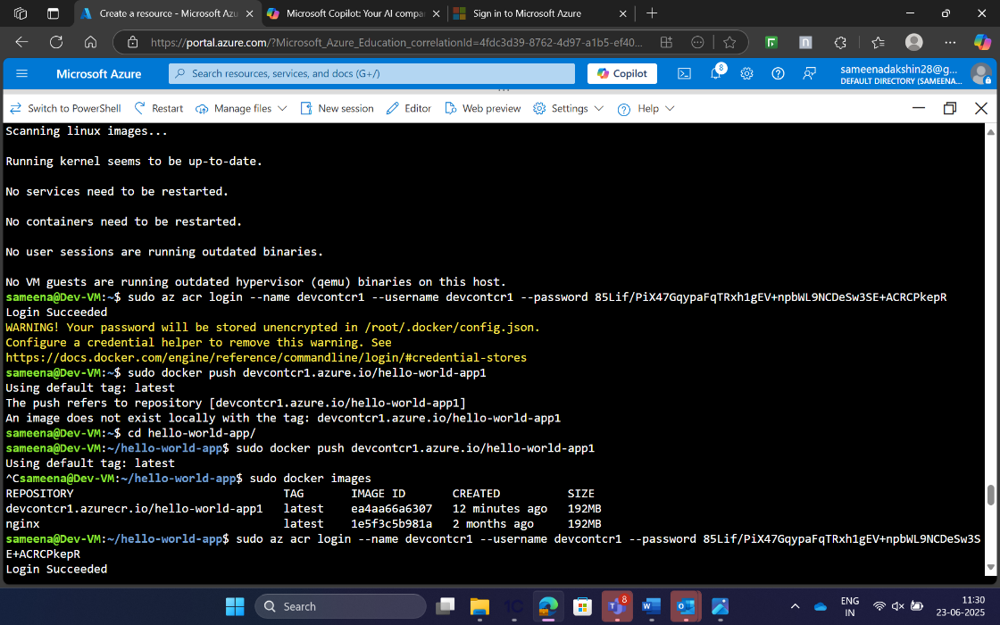 Create a resource - Microsoft Azu
Microsoft Copilot: Your AI compa
Sign in to Microsoft Azure
https://portal.azure.com/?Microsoft_Azure_Education_correlationId=4fdc3d39-8762-4d97-a1b5-ef40...
Microsoft Azure
Search resources, services, and docs (G+/)
Copilot
8
sameenadakshin28@g...
DEFAULT DIRECTORY (SAMEENA...
Switch to PowerShell Restart Manage files New session Editor Web preview Settings Help
Scanning linux images...
Running kernel seems to be up-to-date.
No services need to be restarted.
No containers need to be restarted.
No user sessions are running outdated binaries.
No VM guests are running outdated hypervisor (qemu) binaries on this host.
sameena@Dev-VM:~$ sudo az acr login --name devcontcr1 --username devcontcr1 --password 85Lif/PiX47GqypaFqTRxh1gEV+npbWL9NCDeSw3SE+ACRCPkepR
Login Succeeded
WARNING! Your password will be stored unencrypted in /root/.docker/config.json.
Configure a credential helper to remove this warning. See
https://docs.docker.com/engine/reference/commandline/login/#credential-stores
sameena@Dev-VM:~$ sudo docker push devcontcr1.azure.io/hello-world-app1
Using default tag: latest
The push refers to repository [devcontcr1.azure.io/hello-world-app1]
An image does not exist locally with the tag: devcontcr1.azure.io/hello-world-app1
sameena@Dev-VM:~$ cd hello-world-app/
sameena@Dev-VM:~/hello-world-app$ sudo docker push devcontcr1.azure.io/hello-world-app1
Using default tag: latest
^Csameena@Dev-VM:~/hello-world-app$ sudo docker images
REPOSITORY TAG IMAGE ID CREATED SIZE
devcontcr1.azurecr.io/hello-world-app1 latest ea4aa66a6307 12 minutes ago 192MB
nginx latest 1e5f3c5b981a 2 months ago 192MB
sameena@Dev-VM:~/hello-world-app$ sudo az acr login --name devcontcr1 --username devcontcr1 --password 85Lif/PiX47GqypaFqTRxh1gEV+npbWL9NCDeSw3S
E+ACRCPkepR
Login Succeeded
Search
8
ENG
IN
11:30
23-06-2025